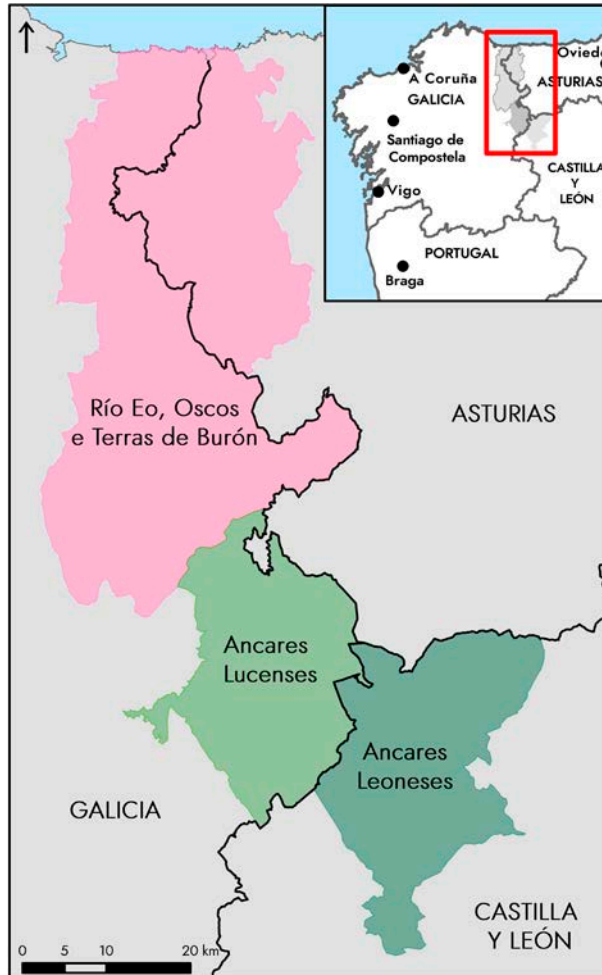 Oviedo
A Coruña
GALICIA
ASTURIAS
Santiago de
Compostela
CASTILLA
Y
LEÓN
Vigo
PORTUGAL
Braga
Río Eo, Oscos
e Terras de Burón
ASTURIAS
Ancares
Lucenses
Ancares
Leoneses
GALICIA
CASTILLA
Y LEÓN
0 5 10 20 km